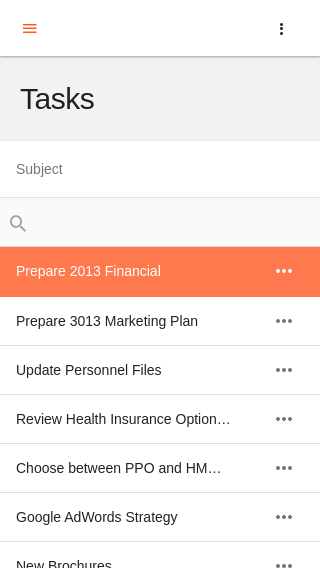 Tasks
Subject
Prepare 2013 Financial
Prepare 3013 Marketing Plan
Update Personnel Files
Review Health Insurance Option…
Choose between PPO and HM…
Google AdWords Strategy
New Brochures